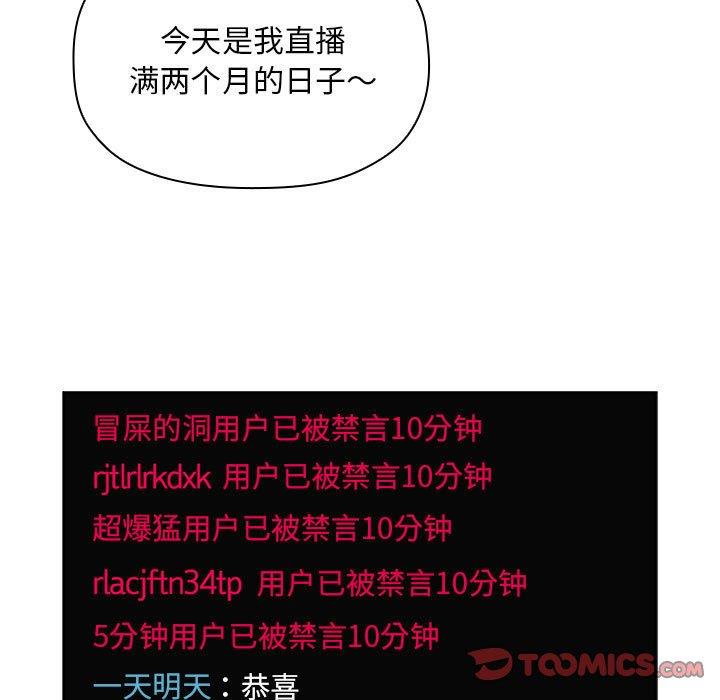 今天是我直播
满两个月的日子～
冒屎的洞用户已被禁言10分钟
rjtlrlrkdxk 用户已被禁言10分钟
超爆猛用户已被禁言10分钟
rlacjftn34tp 用户已被禁言10分钟
5分钟用户已被禁言10分钟
一天明天：恭喜
TOOMICS.COM